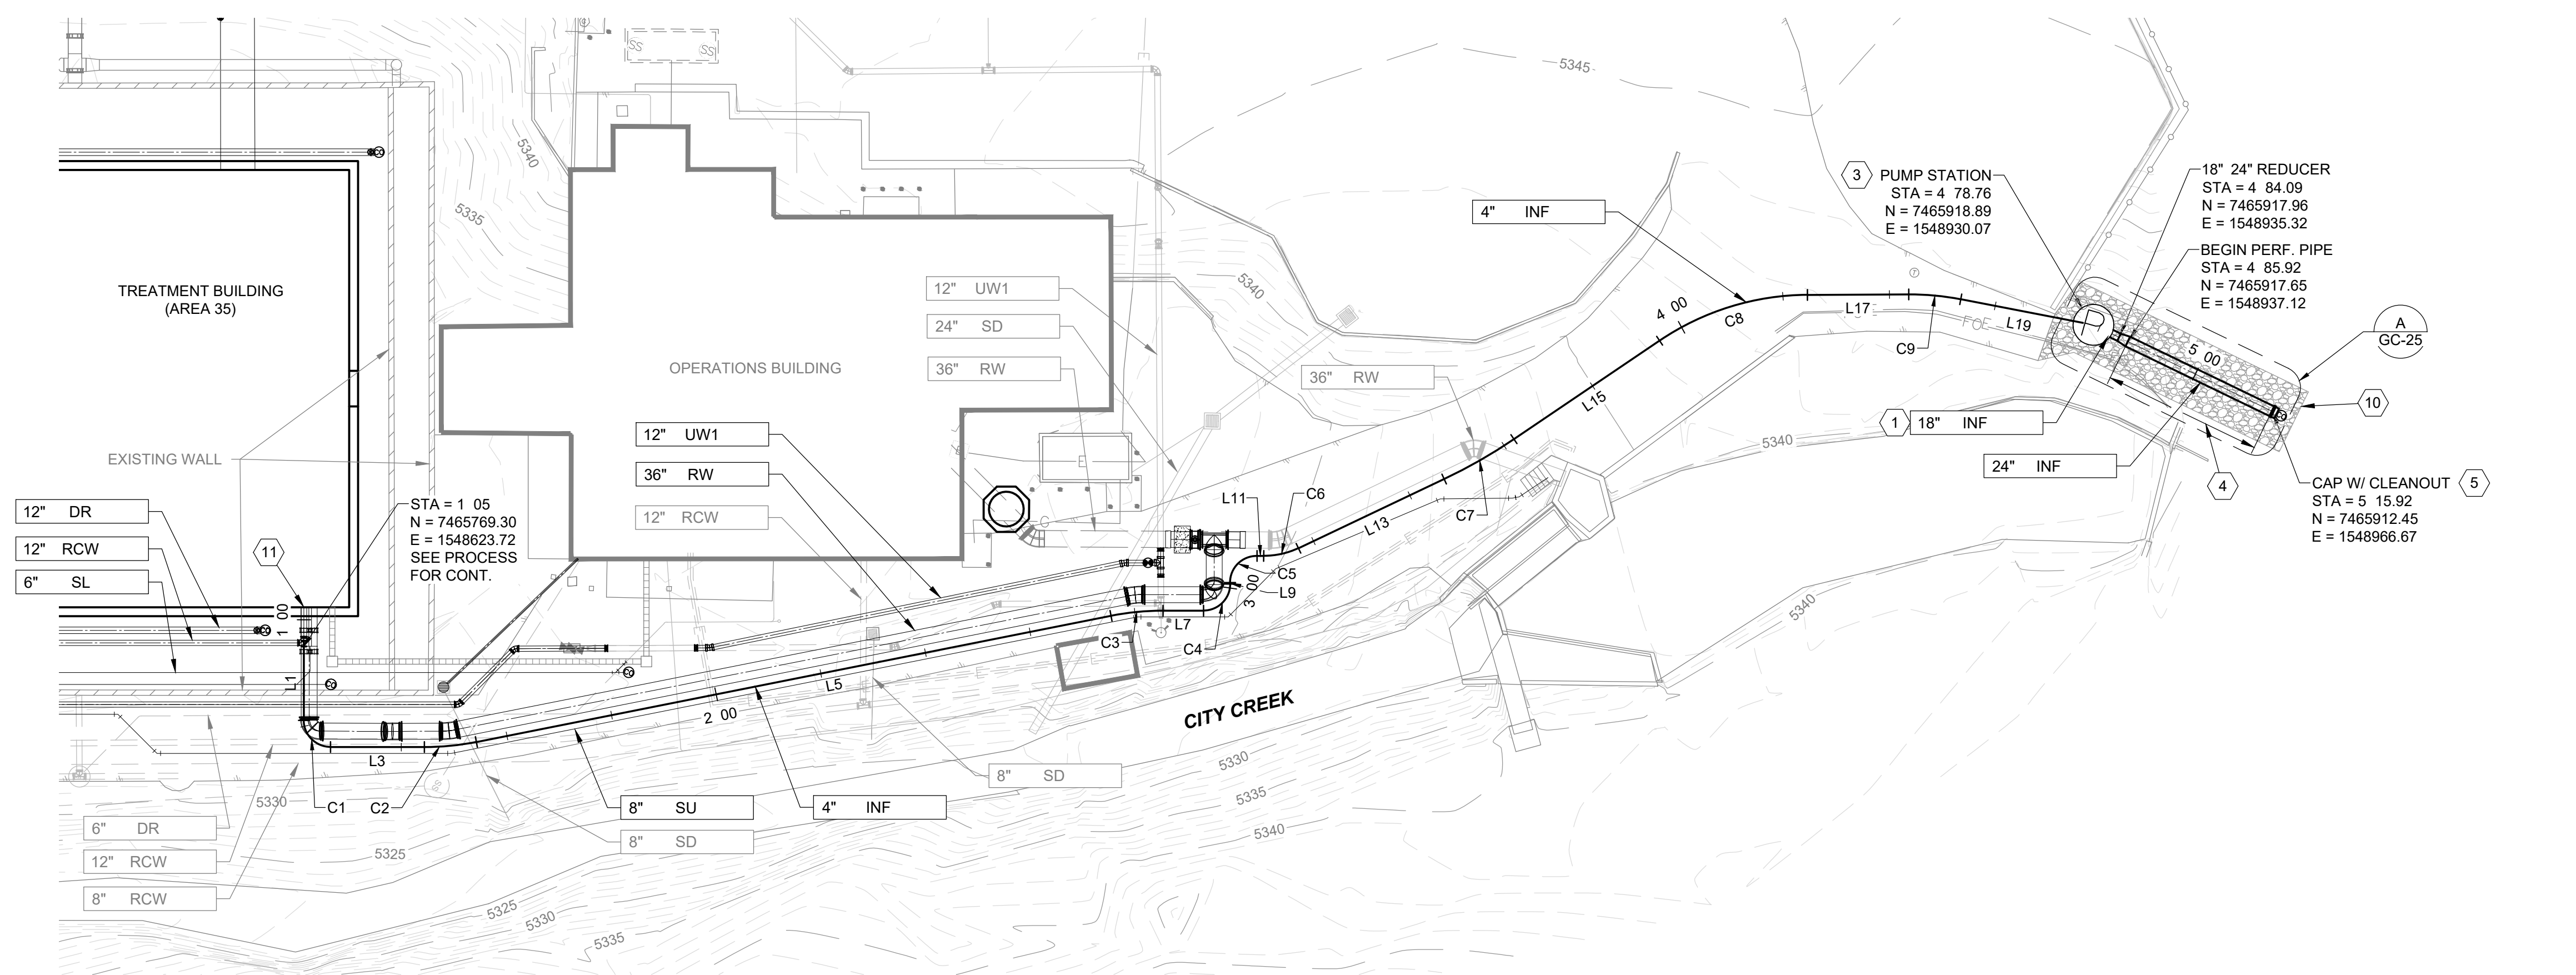 SS
SS
5345
5340
5335
3
PUMP STATION
STA = 4 78.76
N = 7465918.89
E = 1548930.07
18" 24" REDUCER
STA = 4 84.09
N = 7465917.96
E = 1548935.32
BEGIN PERF. PIPE
STA = 4 85.92
N = 7465917.65
E = 1548937.12
4" INF
TREATMENT BUILDING
(AREA 35)
12" UW1
24" SD
36" RW
5340
OPERATIONS BUILDING
4 00
C8
L17
C9
L19
T
5 00
A
GC-25
10
36" RW
L15
1
18" INF
24" INF
4
5340
CAP W/ CLEANOUT
5
STA = 5 15.92
N = 7465912.45
E = 1548966.67
EXISTING WALL
12" UW1
36" RW
12" RCW
E
STA = 1 05
N = 7465769.30
E = 1548623.72
SEE PROCESS
FOR CONT.
12" DR
12" RCW
6" SL
11
1 00
L1
L11
C6
L13
C7
C5
L9
3 00
L7
C3
C4
L5
2 00
CITY CREEK
5340
L3
C1
C2
8" SU
4" INF
8" SD
8" SD
SS
5330
6" DR
12" RCW
8" RCW
5325
5325
5330
5335
5330
5335
5340